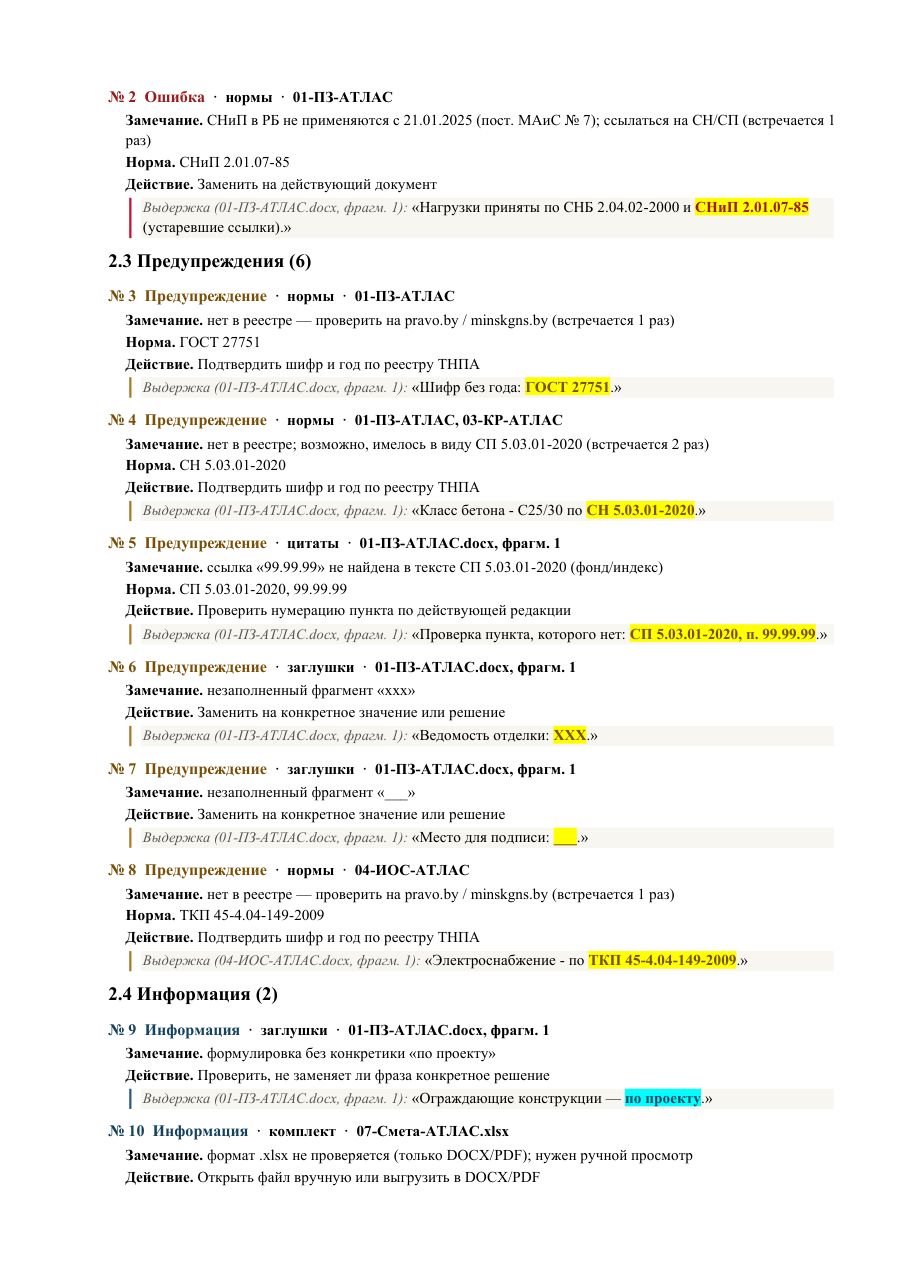 № 2 Ошибка · нормы · 01-ПЗ-АТЛАС
Замечание. СНиП в РБ не применяются с 21.01.2025 (пост. МАиС № 7); ссылаться на СН/СП (встречается 1
раз)
Норма. СНиП 2.01.07-85
Действие. Заменить на действующий документ
Выдержка (01-ПЗ-АТЛАС.docx, фрагм. 1): «Нагрузки приняты по СНБ 2.04.02-2000 и СНиП 2.01.07-85
(устаревшие ссылки).»
2.3 Предупреждения (6)
№ 3 Предупреждение · нормы · 01-ПЗ-АТЛАС
Замечание. нет в реестре — проверить на pravo.by / minskgns.by (встречается 1 раз)
Норма. ГОСТ 27751
Действие. Подтвердить шифр и год по реестру ТНПА
Выдержка (01-ПЗ-АТЛАС.docx, фрагм. 1): «Шифр без года: ГОСТ 27751.»
№ 4 Предупреждение · нормы · 01-ПЗ-АТЛАС, 03-КР-АТЛАС
Замечание. нет в реестре; возможно, имелось в виду СП 5.03.01-2020 (встречается 2 раз)
Норма. СН 5.03.01-2020
Действие. Подтвердить шифр и год по реестру ТНПА
Выдержка (01-ПЗ-АТЛАС.docx, фрагм. 1): «Класс бетона - С25/30 по СН 5.03.01-2020.»
№ 5 Предупреждение · цитаты · 01-ПЗ-АТЛАС.docx, фрагм. 1
Замечание. ссылка «99.99.99» не найдена в тексте СП 5.03.01-2020 (фонд/индекс)
Норма. СП 5.03.01-2020, 99.99.99
Действие. Проверить нумерацию пункта по действующей редакции
Выдержка (01-ПЗ-АТЛАС.docx, фрагм. 1): «Проверка пункта, которого нет: СП 5.03.01-2020, п. 99.99.99.»
№ 6 Предупреждение · заглушки · 01-ПЗ-АТЛАС.docx, фрагм. 1
Замечание. незаполненный фрагмент «xxx»
Действие. Заменить на конкретное значение или решение
Выдержка (01-ПЗ-АТЛАС.docx, фрагм. 1): «Ведомость отделки: XXX.»
№ 7 Предупреждение · заглушки · 01-ПЗ-АТЛАС.docx, фрагм. 1
Замечание. незаполненный фрагмент «___»
Действие. Заменить на конкретное значение или решение
Выдержка (01-ПЗ-АТЛАС.docx, фрагм. 1): «Место для подписи: ___.»
№ 8 Предупреждение · нормы · 04-ИОС-АТЛАС
Замечание. нет в реестре — проверить на pravo.by / minskgns.by (встречается 1 раз)
Норма. ТКП 45-4.04-149-2009
Действие. Подтвердить шифр и год по реестру ТНПА
Выдержка (04-ИОС-АТЛАС.docx, фрагм. 1): «Электроснабжение - по ТКП 45-4.04-149-2009.»
2.4 Информация (2)
№ 9 Информация · заглушки · 01-ПЗ-АТЛАС.docx, фрагм. 1
Замечание. формулировка без конкретики «по проекту»
Действие. Проверить, не заменяет ли фраза конкретное решение
Выдержка (01-ПЗ-АТЛАС.docx, фрагм. 1): «Ограждающие конструкции — по проекту.»
№ 10 Информация · комплект · 07-Смета-АТЛАС.xlsx
Замечание. формат .xlsx не проверяется (только DOCX/PDF); нужен ручной просмотр
Действие. Открыть файл вручную или выгрузить в DOCX/PDF